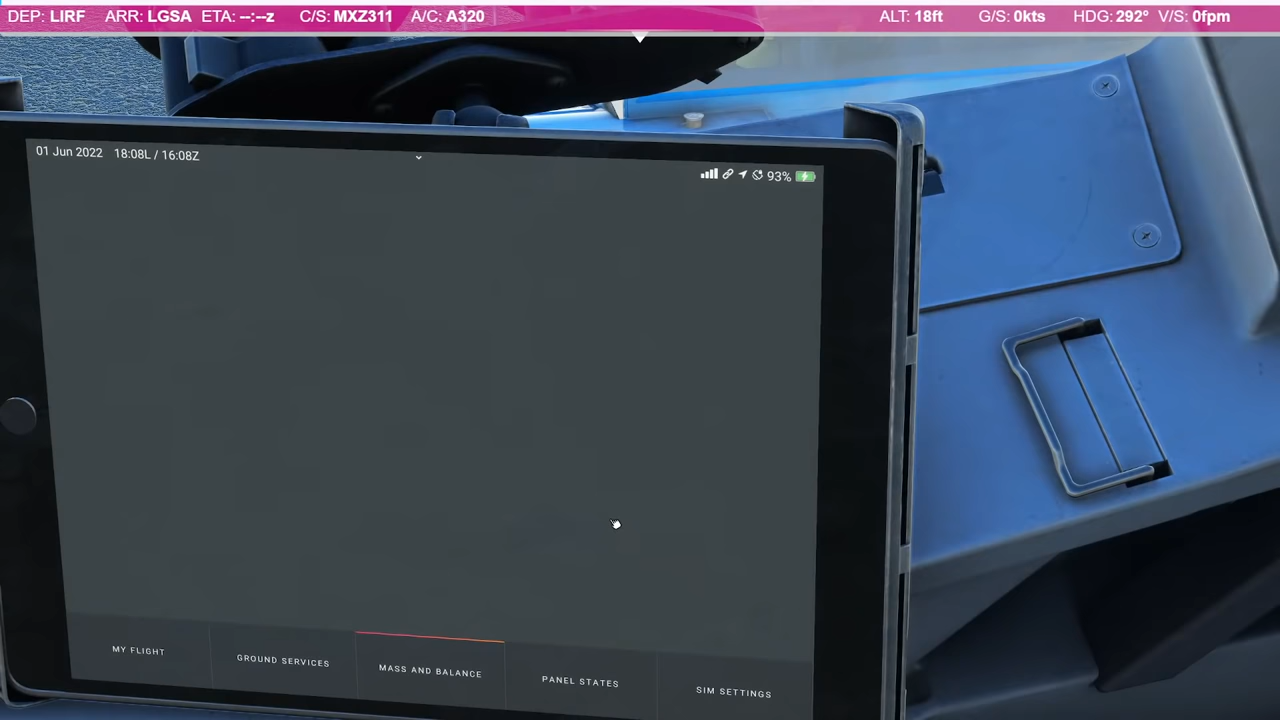 DEP: LIRF ARR: LGSA ETA: --:--z C/S: MXZ311 A/C: A320 ALT: 18ft G/S: 0kts HDG: 292° V/S: 0fpm
01 Jun 2022 18:08L / 16:08Z 93%
MY FLIGHT GROUND SERVICES MASS AND BALANCE PANEL STATES SIM SETTINGS